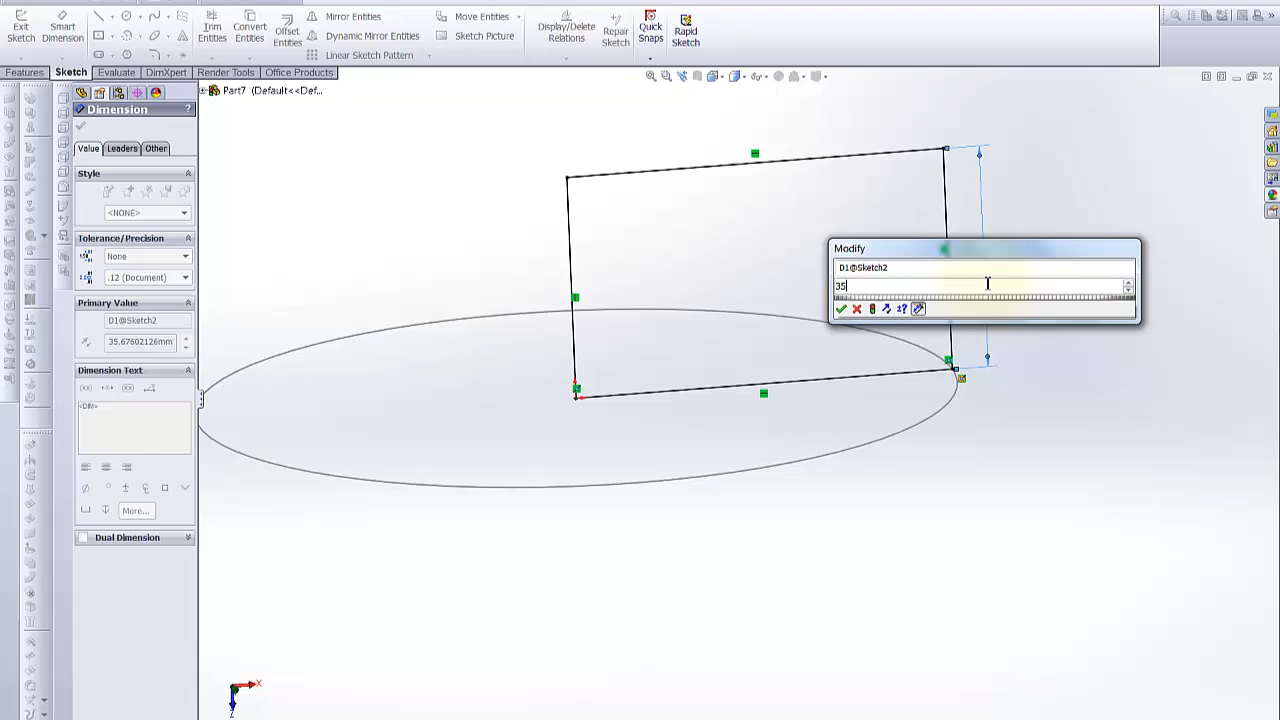 Exit Sketch
Smart Dimension
Trim Entities
Convert Entities
Offset Entities
Mirror Entities
Dynamic Mirror Entities
Linear Sketch Pattern
Move Entities
Sketch Picture
Display/Delete Relations
Repair Sketch
Quick Snaps
Rapid Sketch
Features
Sketch
Evaluate
DimXpert
Render Tools
Office Products
Part7 (Default<<Def...
Dimension
?
Value
Leaders
Other
Style
<NONE>
Tolerance/Precision
None
.12 (Document)
Primary Value
D1@Sketch2
35.67602126mm
Dimension Text
<DIM>
More...
Dual Dimension
Modify
D1@Sketch2
35
±?
X
Z